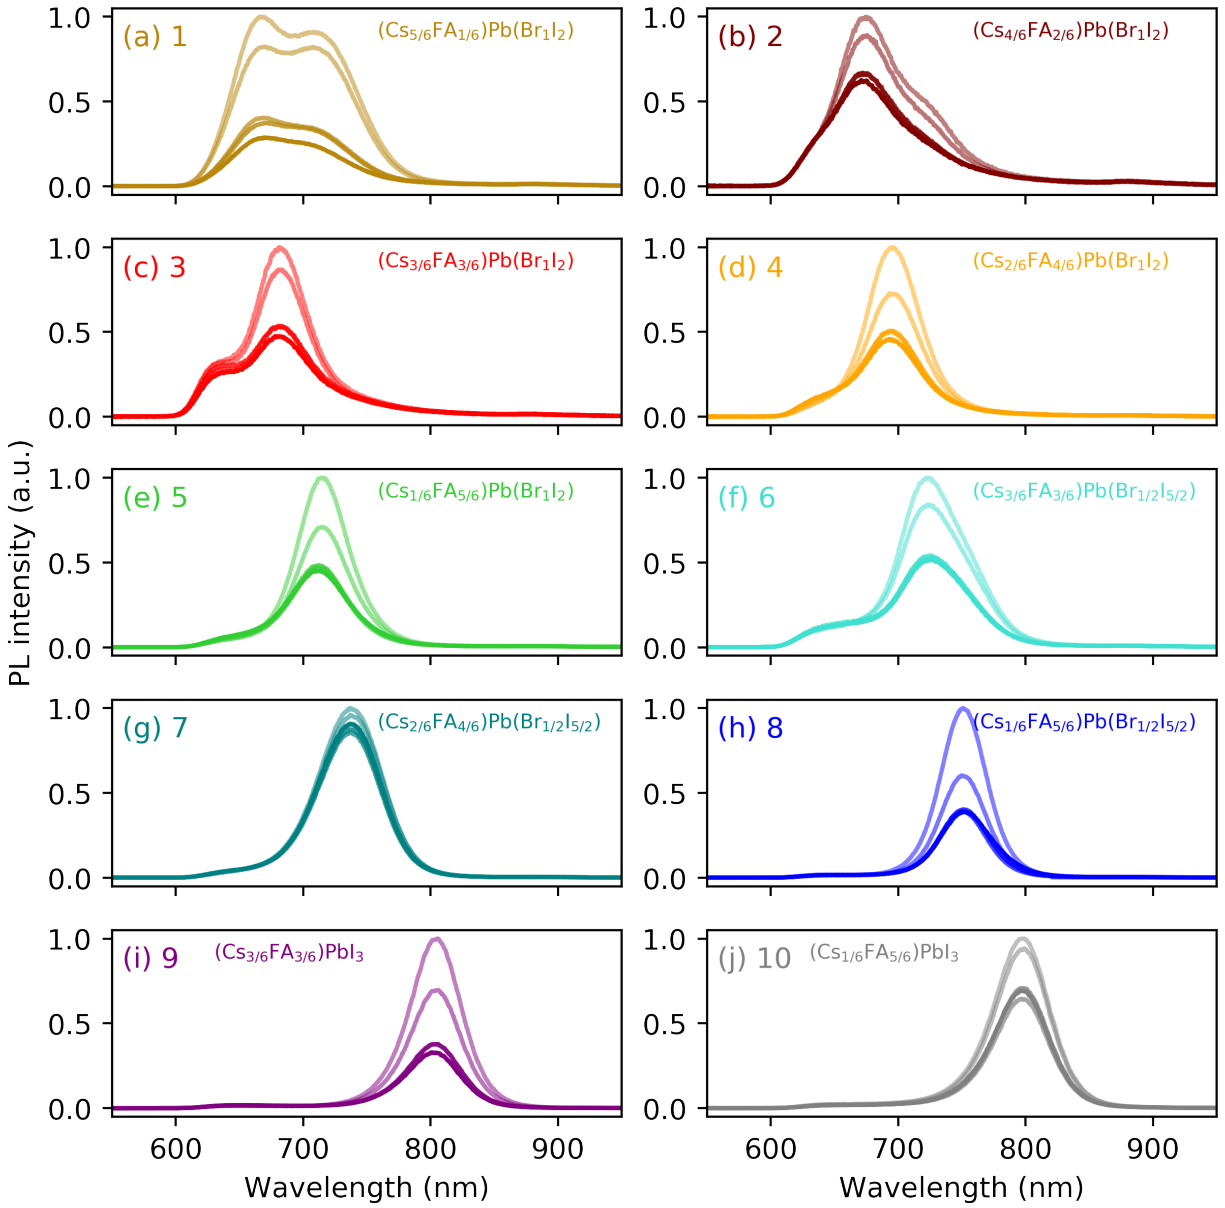 (a) 1 (Cs5/6FA1/6)Pb(Br1I2)
(b) 2 (Cs4/6FA2/6)Pb(Br1I2)
1.0
0.5
0.0
1.0
0.5
0.0
(c) 3 (Cs3/6FA3/6)Pb(Br1I2)
(d) 4 (Cs2/6FA4/6)Pb(Br1I2)
1.0
0.5
0.0
1.0
0.5
0.0
PL intensity (a.u.)
(e) 5 (Cs1/6FA5/6)Pb(Br1I2)
(f) 6 (Cs3/6FA3/6)Pb(Br1/2I5/2)
1.0
0.5
0.0
1.0
0.5
0.0
(g) 7 (Cs2/6FA4/6)Pb(Br1/2I5/2)
(h) 8 (Cs1/6FA5/6)Pb(Br1/2I5/2)
1.0
0.5
0.0
1.0
0.5
0.0
(i) 9 (Cs3/6FA3/6)PbI3
(j) 10 (Cs1/6FA5/6)PbI3
1.0
0.5
0.0
1.0
0.5
0.0
600 700 800 900
600 700 800 900
Wavelength (nm)
Wavelength (nm)